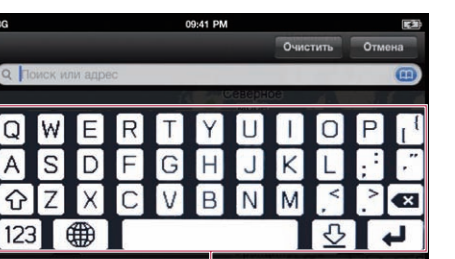 3G 09:41 PM
Очистить Отмена
Поиск или адрес
Северное
Q W E R T Y U I O P [ {
A S D F G H J K L ; : ' "
Z X C V B N M , < . >
123